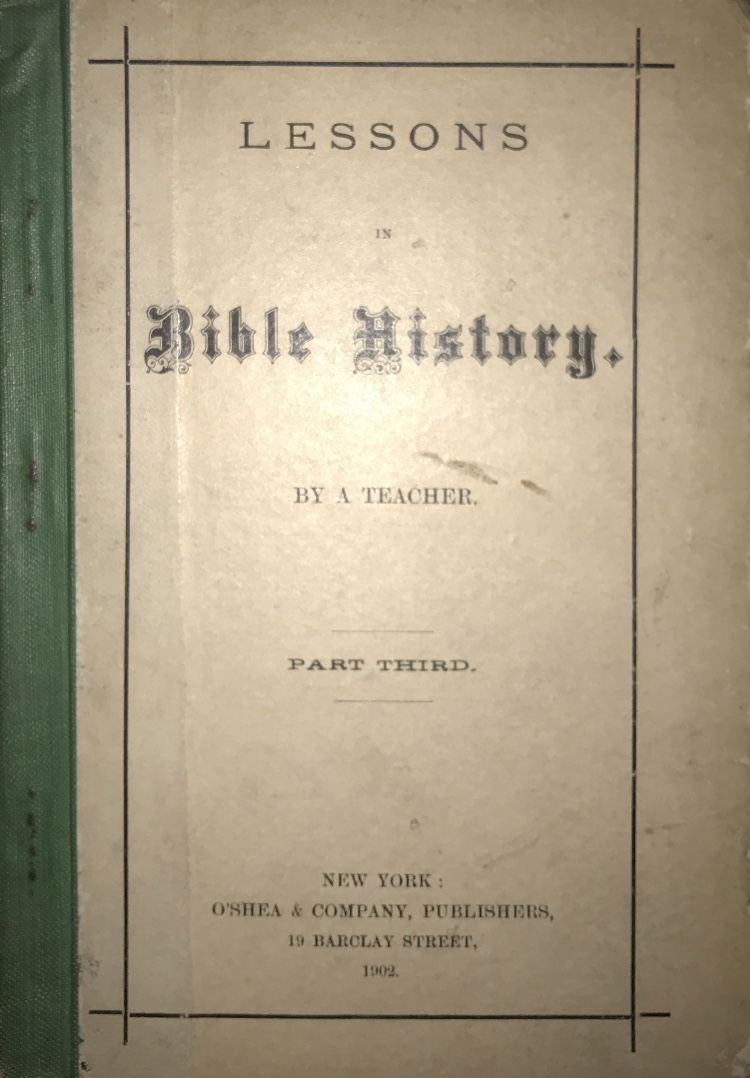 LESSONS
IN
Bible History.
BY A TEACHER.
PART THIRD.
NEW YORK :
O'SHEA & COMPANY, PUBLISHERS,
19 BARCLAY STREET,
1902.